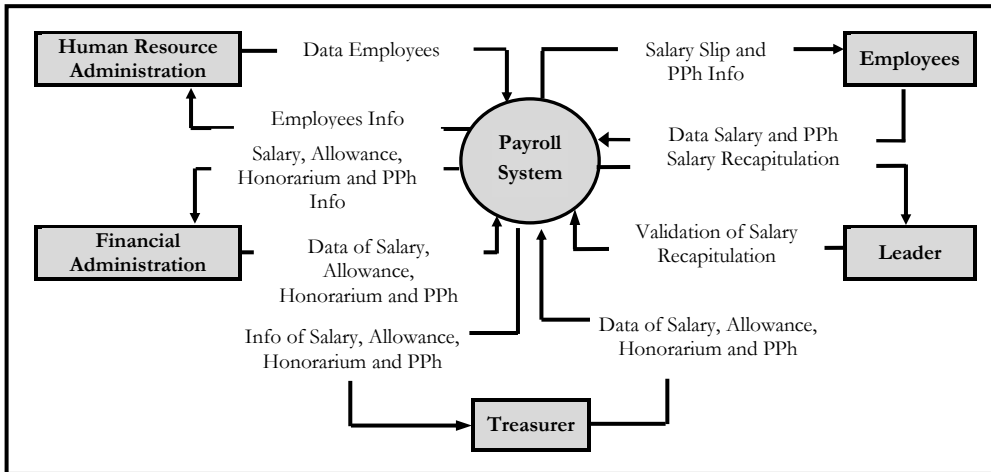 Human Resource
Administration
Data Employees
Salary Slip and
PPh Info
Employees
Employees Info
Salary, Allowance,
Honorarium and PPh
Info
Payroll
System
Data Salary and PPh
Salary Recapitulation
Financial
Administration
Data of Salary,
Allowance,
Honorarium and PPh
Validation of Salary
Recapitulation
Leader
Info of Salary, Allowance,
Honorarium and PPh
Data of Salary, Allowance,
Honorarium and PPh
Treasurer